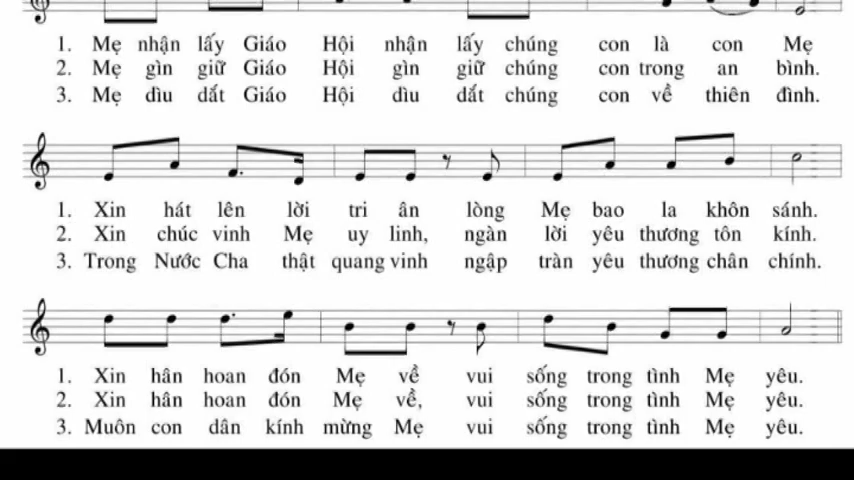 1. Mẹ nhận lấy Giáo Hội nhận lấy chúng con là con Mẹ
2. Mẹ gìn giữ Giáo Hội gìn giữ chúng con trong an bình.
3. Mẹ dìu dắt Giáo Hội dìu dắt chúng con về thiên đình.
1. Xin hát lên lời tri ân lòng Mẹ bao la khôn sánh.
2. Xin chúc vinh Mẹ uy linh, ngàn lời yêu thương tôn kính.
3. Trong Nước Cha thật quang vinh ngập tràn yêu thương chân chính.
1. Xin hân hoan đón Mẹ về vui sống trong tình Mẹ yêu.
2. Xin hân hoan đón Mẹ về, vui sống trong tình Mẹ yêu.
3. Muôn con dân kính mừng Mẹ vui sống trong tình Mẹ yêu.